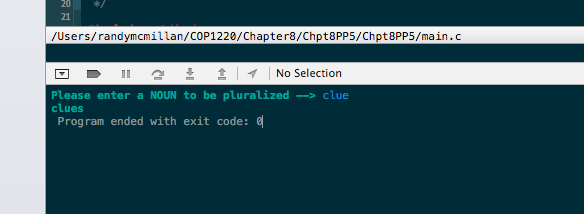 20 */
21
/Users/randymcmillan/COP1220/Chapter8/Chpt8PP5/Chpt8PP5/main.c
No Selection
Please enter a NOUN to be pluralized ––> clue
clues
Program ended with exit code: 0